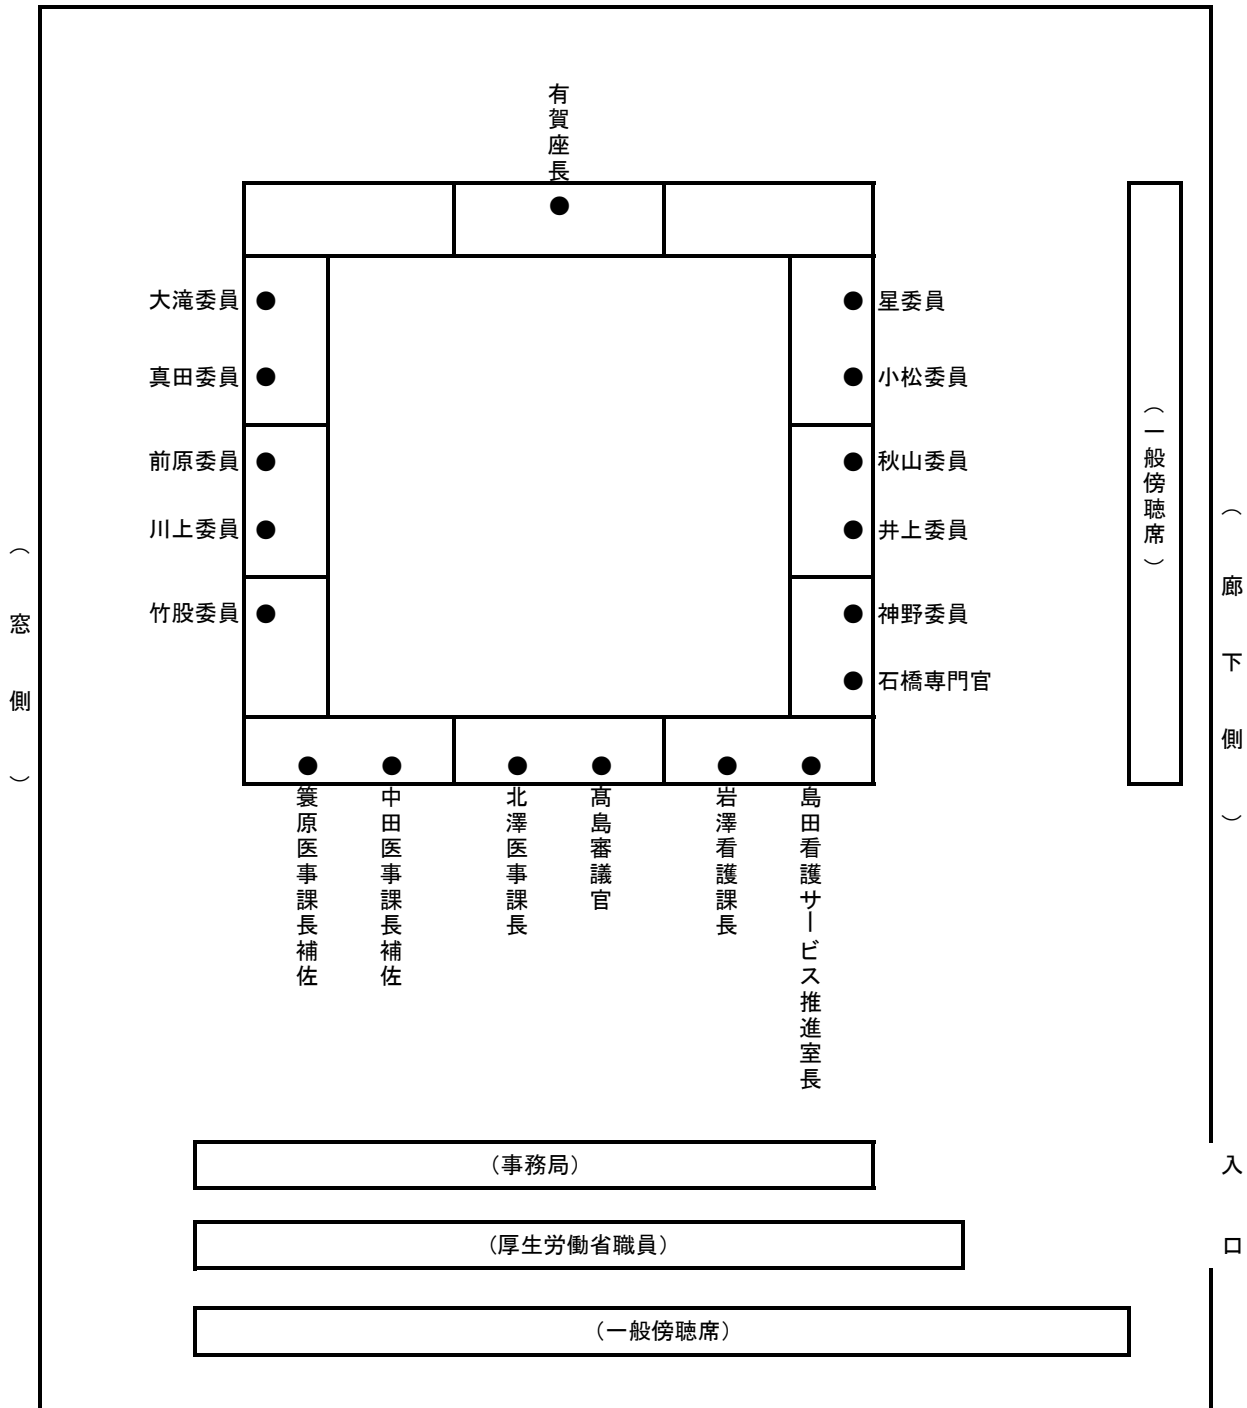 有賀座長
大滝委員
星委員
真田委員
小松委員
前原委員
秋山委員
川上委員
井上委員
竹股委員
神野委員
石橋専門官
（一般傍聴席）
（窓側）
（廊下側）
簑原医事課長補佐
中田医事課長補佐
北澤医事課長
髙島審議官
岩澤看護課長
島田看護サービス推進室長
（事務局）
入口
（厚生労働省職員）
（一般傍聴席）